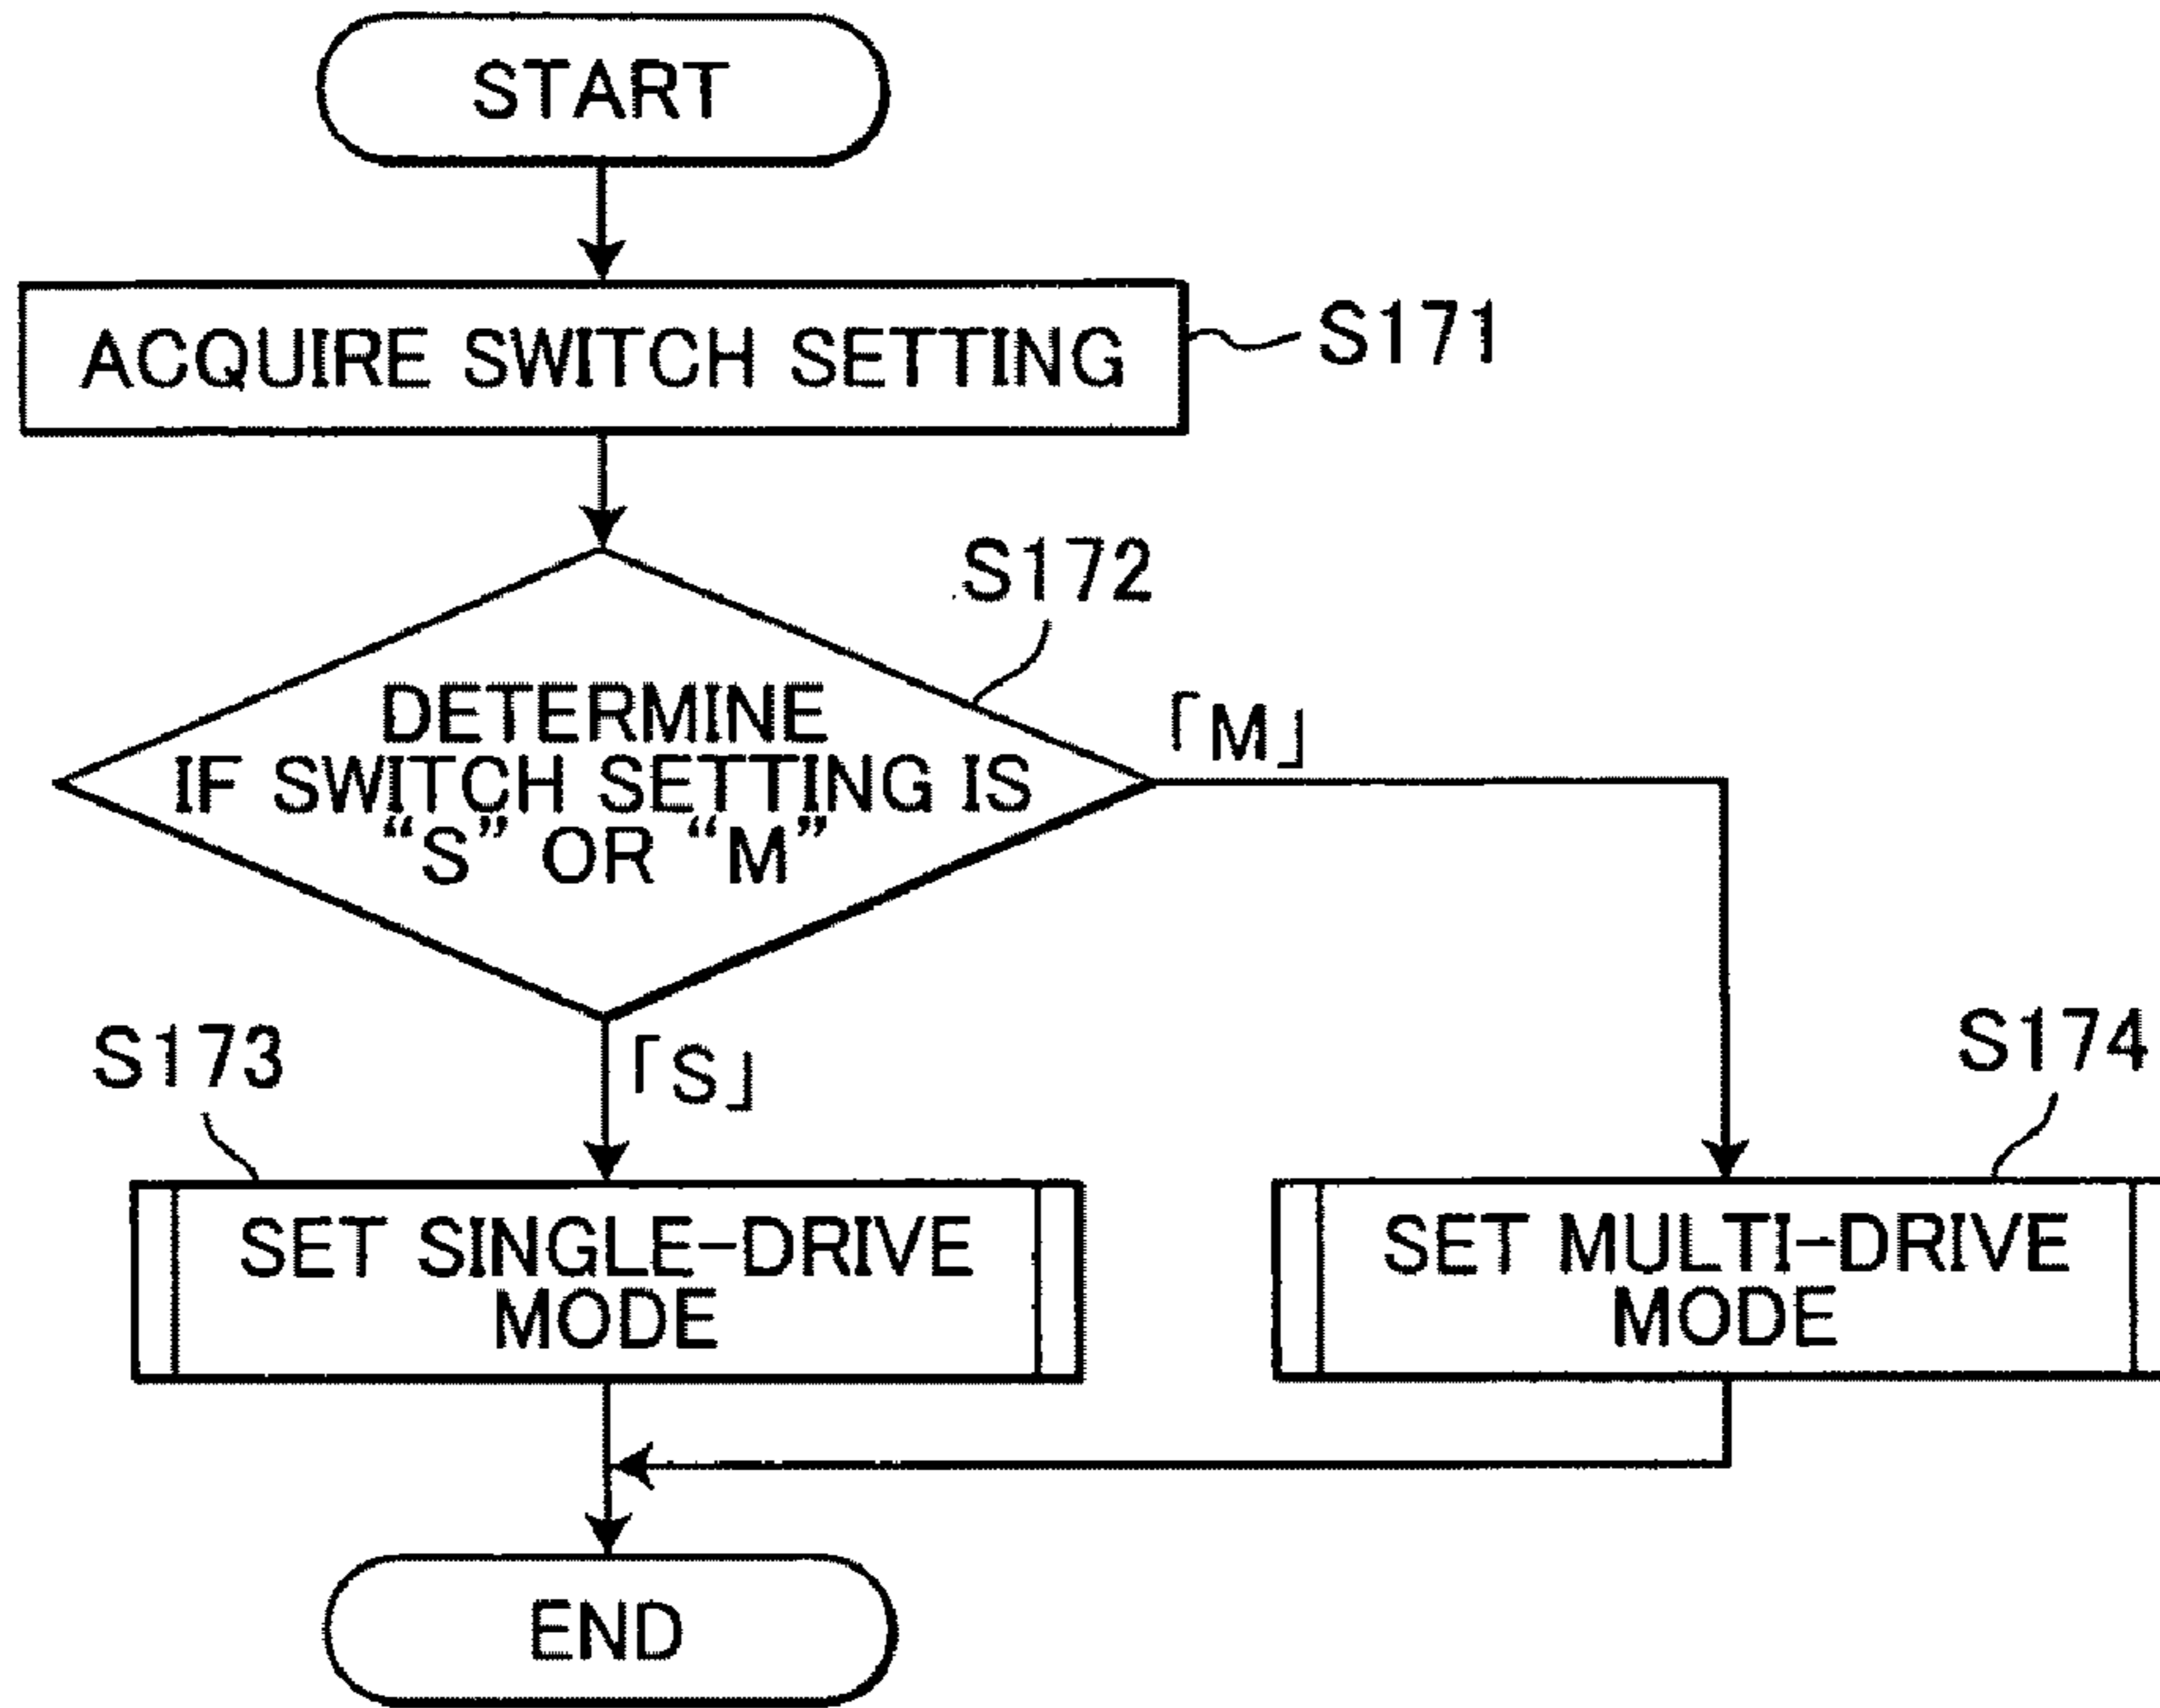 START
ACQUIRE SWITCH SETTING
S171
S172
DETERMINE
IF SWITCH SETTING IS
“S” OR “M”
「M」
「S」
S173
S174
SET SINGLE-DRIVE
MODE
SET MULTI-DRIVE
MODE
END